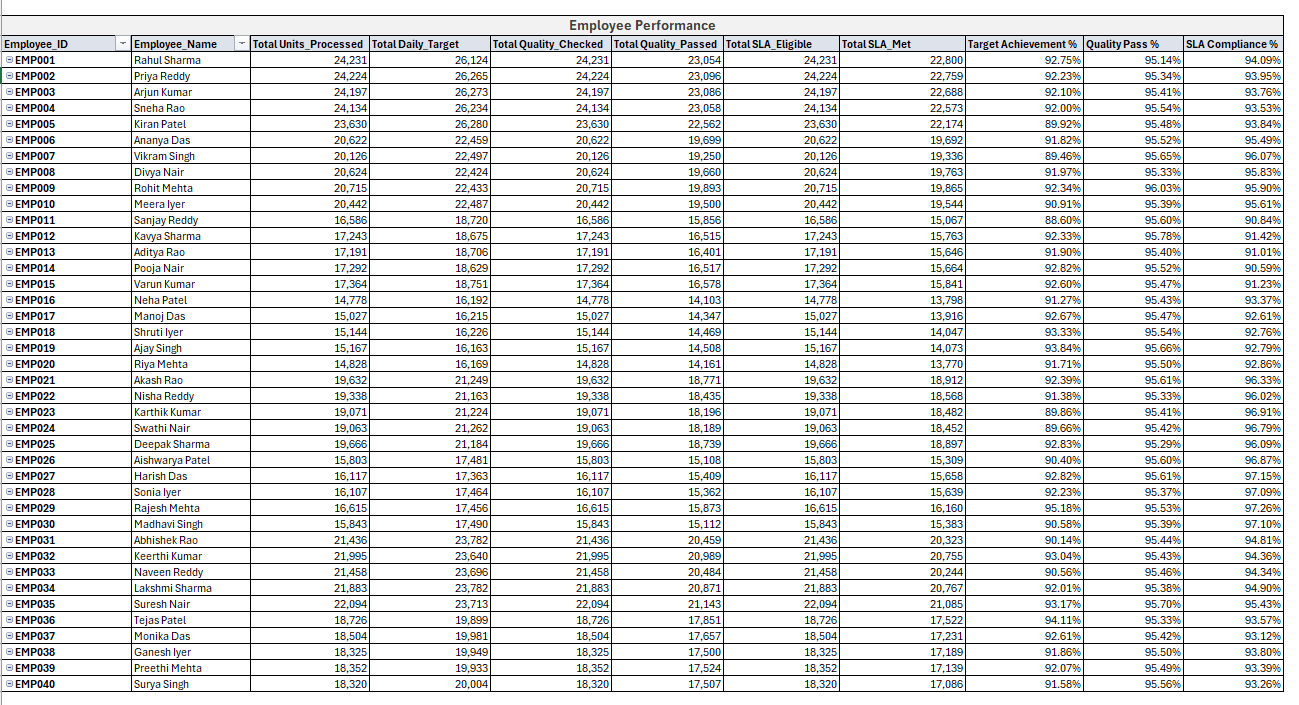 Employee Performance
Employee_ID Employee_Name Total Units_Processed Total Daily_Target Total Quality_Checked Total Quality_Passed Total SLA_Eligible Total SLA_Met Target Achievement % Quality Pass % SLA Compliance %
EMP001 Rahul Sharma 24,231 26,124 24,231 23,054 24,231 22,800 92.75% 95.14% 94.09%
EMP002 Priya Reddy 24,224 26,265 24,224 23,096 24,224 22,759 92.23% 95.34% 93.95%
EMP003 Arjun Kumar 24,197 26,273 24,197 23,086 24,197 22,688 92.10% 95.41% 93.76%
EMP004 Sneha Rao 24,134 26,234 24,134 23,058 24,134 22,573 92.00% 95.54% 93.53%
EMP005 Kiran Patel 23,630 26,280 23,630 22,562 23,630 22,174 89.92% 95.48% 93.84%
EMP006 Ananya Das 20,622 22,459 20,622 19,699 20,622 19,692 91.82% 95.52% 95.49%
EMP007 Vikram Singh 20,126 22,497 20,126 19,250 20,126 19,336 89.46% 95.65% 96.07%
EMP008 Divya Nair 20,624 22,424 20,624 19,660 20,624 19,763 91.97% 95.33% 95.83%
EMP009 Rohit Mehta 20,715 22,433 20,715 19,893 20,715 19,865 92.34% 96.03% 95.90%
EMP010 Meera Iyer 20,442 22,487 20,442 19,500 20,442 19,544 90.91% 95.39% 95.61%
EMP011 Sanjay Reddy 16,586 18,720 16,586 15,856 16,586 15,067 88.60% 95.60% 90.84%
EMP012 Kavya Sharma 17,243 18,675 17,243 16,515 17,243 15,763 92.33% 95.78% 91.42%
EMP013 Aditya Rao 17,191 18,706 17,191 16,401 17,191 15,646 91.90% 95.40% 91.01%
EMP014 Pooja Nair 17,292 18,629 17,292 16,517 17,292 15,664 92.82% 95.52% 90.59%
EMP015 Varun Kumar 17,364 18,751 17,364 16,578 17,364 15,841 92.60% 95.47% 91.23%
EMP016 Neha Patel 14,778 16,192 14,778 14,103 14,778 13,798 91.27% 95.43% 93.37%
EMP017 Manoj Das 15,027 16,215 15,027 14,347 15,027 13,916 92.67% 95.47% 92.61%
EMP018 Shruti Iyer 15,144 16,226 15,144 14,469 15,144 14,047 93.33% 95.54% 92.76%
EMP019 Ajay Singh 15,167 16,163 15,167 14,508 15,167 14,073 93.84% 95.66% 92.79%
EMP020 Riya Mehta 14,828 16,169 14,828 14,161 14,828 13,770 91.71% 95.50% 92.86%
EMP021 Akash Rao 19,632 21,249 19,632 18,771 19,632 18,912 92.39% 95.61% 96.33%
EMP022 Nisha Reddy 19,338 21,163 19,338 18,435 19,338 18,568 91.38% 95.33% 96.02%
EMP023 Karthik Kumar 19,071 21,224 19,071 18,196 19,071 18,482 89.86% 95.41% 96.91%
EMP024 Swathi Nair 19,063 21,262 19,063 18,189 19,063 18,452 89.66% 95.42% 96.79%
EMP025 Deepak Sharma 19,666 21,184 19,666 18,739 19,666 18,897 92.83% 95.29% 96.09%
EMP026 Aishwarya Patel 15,803 17,481 15,803 15,108 15,803 15,309 90.40% 95.60% 96.87%
EMP027 Harish Das 16,117 17,363 16,117 15,409 16,117 15,658 92.82% 95.61% 97.15%
EMP028 Sonia Iyer 16,107 17,464 16,107 15,362 16,107 15,639 92.23% 95.37% 97.09%
EMP029 Rajesh Mehta 16,615 17,456 16,615 15,873 16,615 16,160 95.18% 95.53% 97.26%
EMP030 Madhavi Singh 15,843 17,490 15,843 15,112 15,843 15,383 90.58% 95.39% 97.10%
EMP031 Abhishek Rao 21,436 23,782 21,436 20,459 21,436 20,323 90.14% 95.44% 94.81%
EMP032 Keerthi Kumar 21,995 23,640 21,995 20,989 21,995 20,755 93.04% 95.43% 94.36%
EMP033 Naveen Reddy 21,458 23,696 21,458 20,484 21,458 20,244 90.56% 95.46% 94.34%
EMP034 Lakshmi Sharma 21,883 23,782 21,883 20,871 21,883 20,767 92.01% 95.38% 94.90%
EMP035 Suresh Nair 22,094 23,713 22,094 21,143 22,094 21,085 93.17% 95.70% 95.43%
EMP036 Tejas Patel 18,726 19,899 18,726 17,851 18,726 17,522 94.11% 95.33% 93.57%
EMP037 Monika Das 18,504 19,981 18,504 17,657 18,504 17,231 92.61% 95.42% 93.12%
EMP038 Ganesh Iyer 18,325 19,949 18,325 17,500 18,325 17,189 91.86% 95.50% 93.80%
EMP039 Preethi Mehta 18,352 19,933 18,352 17,524 18,352 17,139 92.07% 95.49% 93.39%
EMP040 Surya Singh 18,320 20,004 18,320 17,507 18,320 17,086 91.58% 95.56% 93.26%